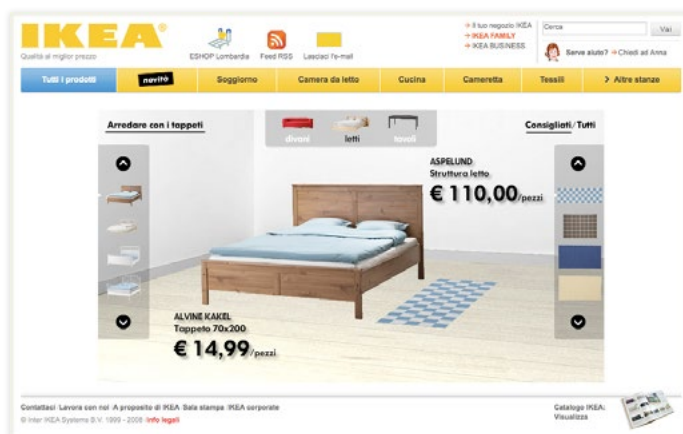 IKEA®
Qualità al miglior prezzo
ESHOP Lombardia Feed RSS Lasciaci l'e-mail
Il tuo negozio IKEA
IKEA FAMILY
IKEA BUSINESS
Cerca Vai
Serve aiuto? Chiedi ad Anna
Tutti i prodotti novità Soggiorno Camera da letto Cucina Cameretta Tessili > Altre stanze
Arredare con i tappeti
divani letti tavoli
Consigliati/Tutti
ASPELUND
Struttura letto
€ 110,00/pezzi
ALVINE KAKEL
Tappeto 70x200
€ 14,99/pezzi
Contattaci Lavora con noi A proposito di IKEA Sala stampa IKEA corporate
© Inter IKEA Systems B.V. 1999 - 2008 Info legali
Catalogo IKEA:
Visualizza